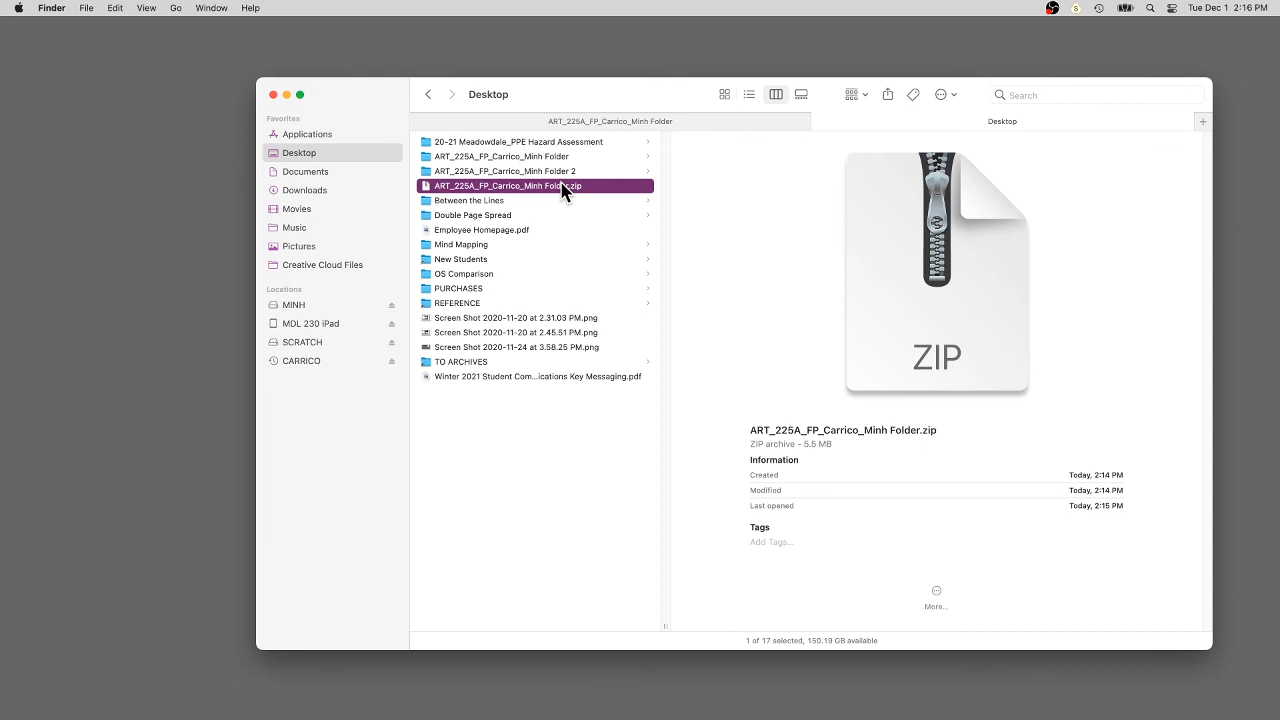 Finder File Edit View Go Window Help
S
Tue Dec 1 2:16 PM
Desktop
Search
ART_225A_FP_Carrico_Minh Folder
Desktop
+
Favorites
Applications
Desktop
Documents
Downloads
Movies
Music
Pictures
Creative Cloud Files
Locations
MINH
MDL 230 iPad
SCRATCH
CARRICO
20-21 Meadowdale_PPE Hazard Assessment
ART_225A_FP_Carrico_Minh Folder
ART_225A_FP_Carrico_Minh Folder 2
ART_225A_FP_Carrico_Minh Folder.zip
Between the Lines
Double Page Spread
Employee Homepage.pdf
Mind Mapping
New Students
OS Comparison
PURCHASES
REFERENCE
Screen Shot 2020-11-20 at 2.31.03 PM.png
Screen Shot 2020-11-20 at 2.45.51 PM.png
Screen Shot 2020-11-24 at 3.58.25 PM.png
TO ARCHIVES
Winter 2021 Student Com...ications Key Messaging.pdf
ZIP
ART_225A_FP_Carrico_Minh Folder.zip
ZIP archive - 5.5 MB
Information
Created Today, 2:14 PM
Modified Today, 2:14 PM
Last opened Today, 2:15 PM
Tags
Add Tags...
More...
1 of 17 selected, 150.19 GB available